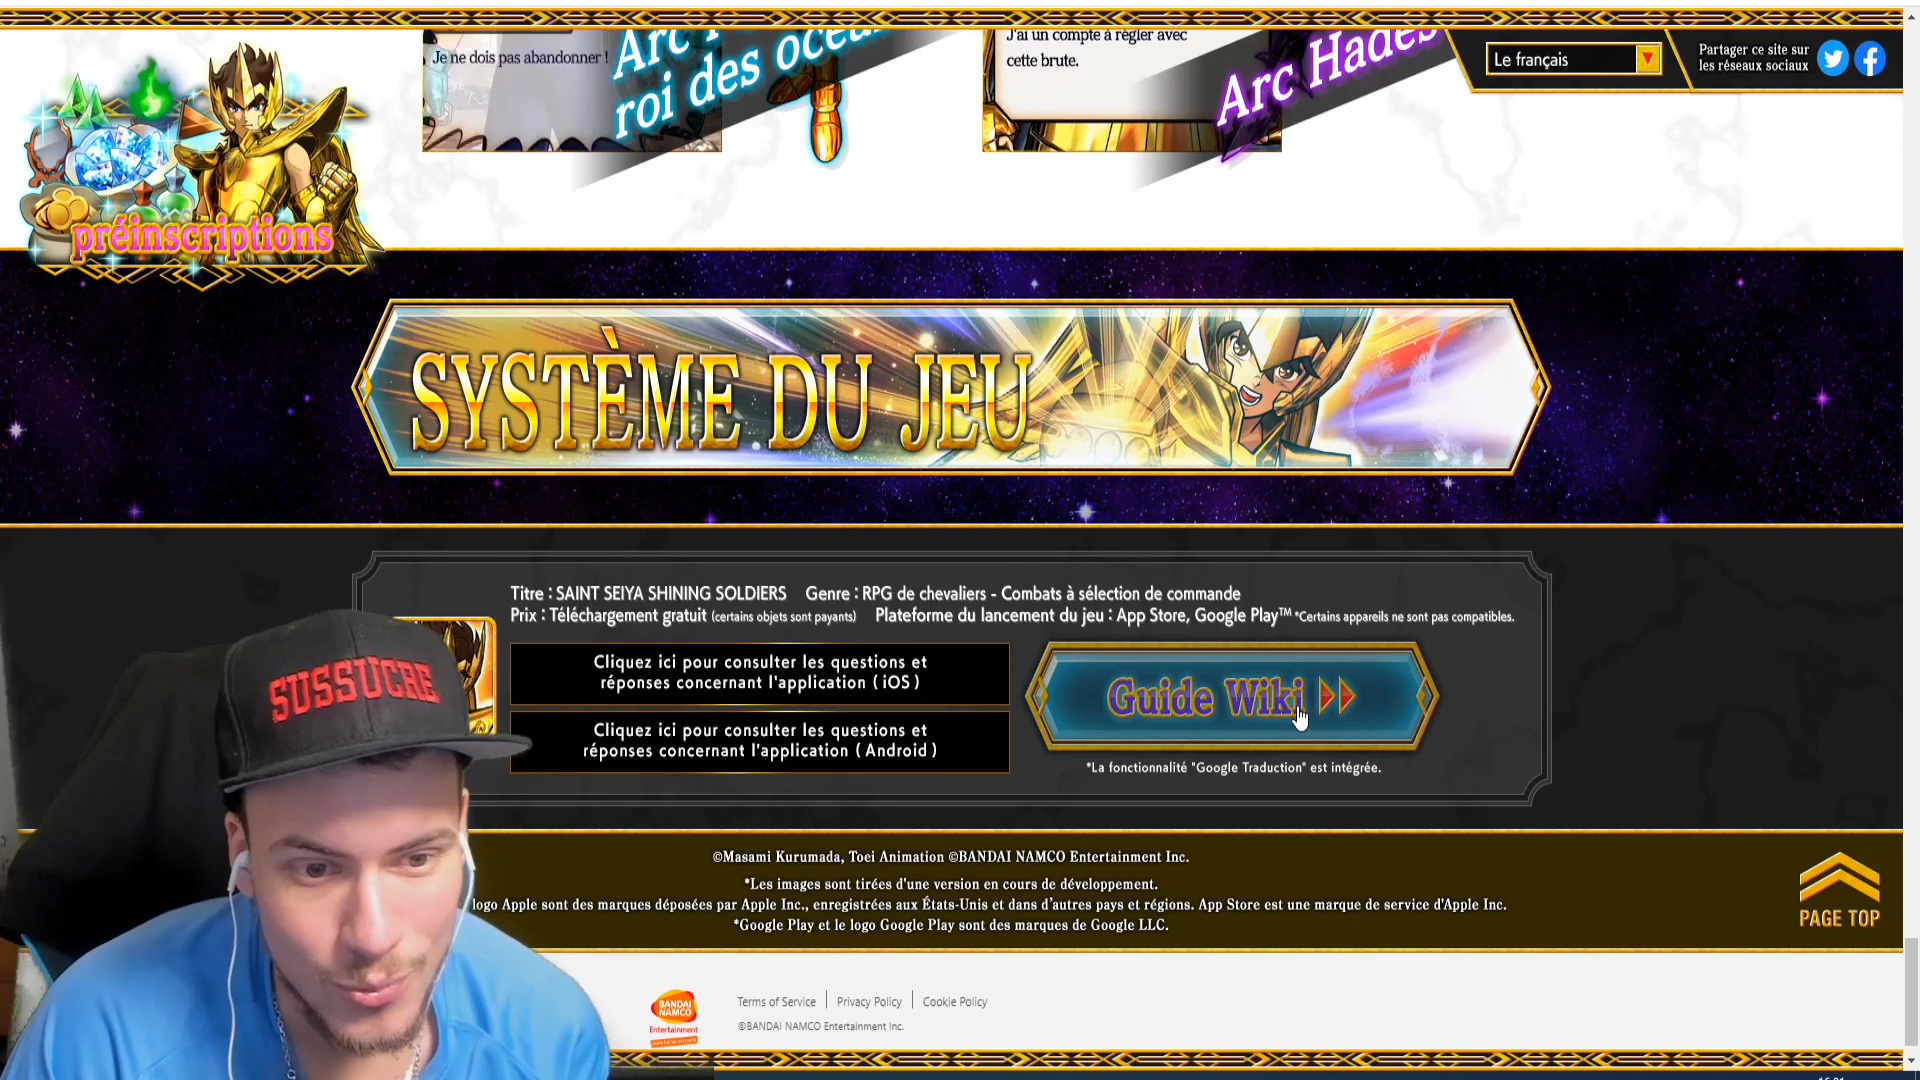 Je ne dois pas abandonner !
Arc
roi des océans
J'ai un compte à régler avec
cette brute.
Arc Hadès
Le français
Partager ce site sur
les réseaux sociaux
préinscriptions
SYSTÈME DU JEU
Titre : SAINT SEIYA SHINING SOLDIERS Genre : RPG de chevaliers - Combats à sélection de commande
Prix : Téléchargement gratuit (certains objets sont payants) Plateforme du lancement du jeu : App Store, Google Play™ *Certains appareils ne sont pas compatibles.
Cliquez ici pour consulter les questions et
réponses concernant l'application ( iOS )
Cliquez ici pour consulter les questions et
réponses concernant l'application ( Android )
Guide Wiki
*La fonctionnalité "Google Traduction" est intégrée.
SUSSUCRE
©Masami Kurumada, Toei Animation ©BANDAI NAMCO Entertainment Inc.
*Les images sont tirées d'une version en cours de développement.
logo Apple sont des marques déposées par Apple Inc., enregistrées aux États-Unis et dans d'autres pays et régions. App Store est une marque de service d'Apple Inc.
*Google Play et le logo Google Play sont des marques de Google LLC.
PAGE TOP
BANDAI
NAMCO
Entertainment
Terms of Service Privacy Policy Cookie Policy
©BANDAI NAMCO Entertainment Inc.